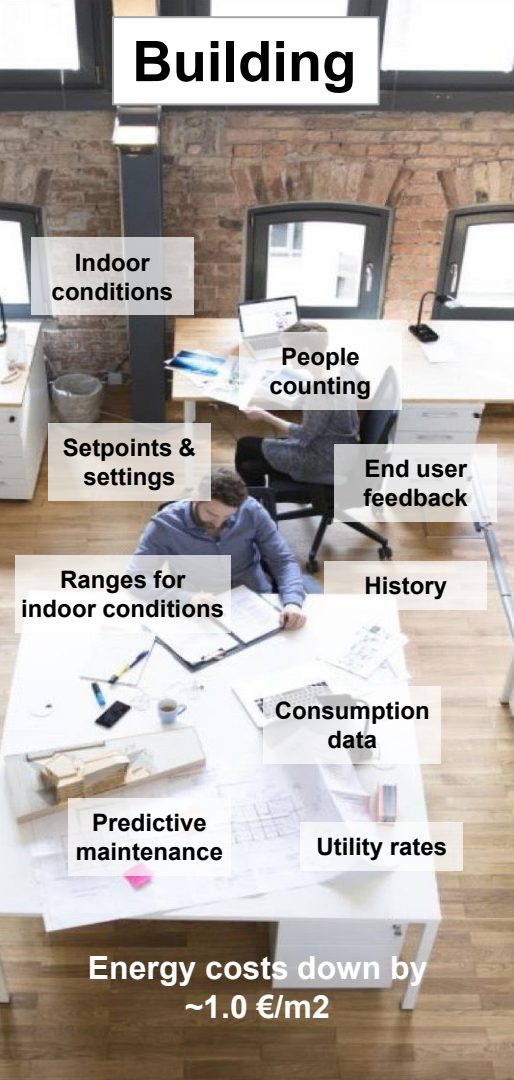 Building
Indoor
conditions
People
counting
Setpoints &
settings
End user
feedback
Ranges for
indoor conditions
History
Consumption
data
Predictive
maintenance
Utility rates
Energy costs down by
~1.0 €/m2